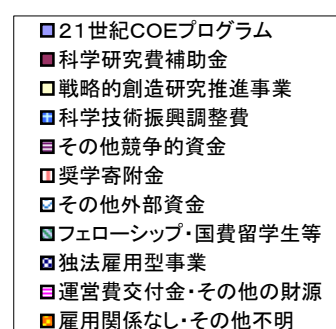 21世紀COEプログラム
科学研究費補助金
戦略的創造研究推進事業
科学技術振興調整費
その他競争的資金
奨学寄附金
その他外部資金
フェローシップ・国費留学生等
独法雇用型事業
運営費交付金・その他の財源
雇用関係なし・その他不明